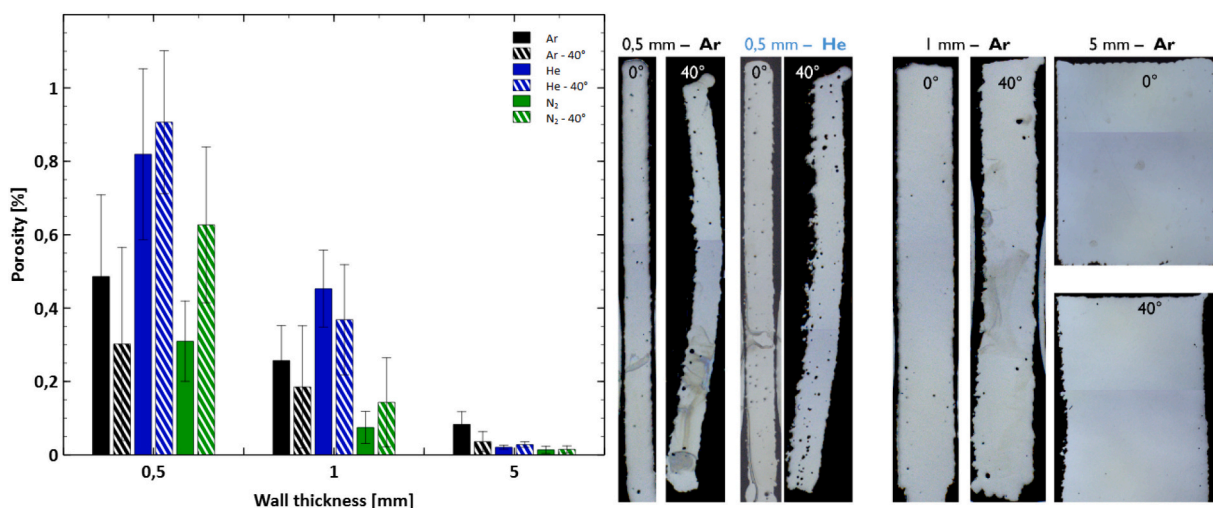 Porosity [%]
1
0,8
0,6
0,4
0,2
0
0,5
1
5
Wall thickness [mm]
Ar
Ar - 40°
He
He - 40°
N₂
N₂ - 40°
0,5 mm – Ar
0,5 mm – He
1 mm – Ar
5 mm – Ar
0°
40°
0°
40°
0°
40°
0°
40°